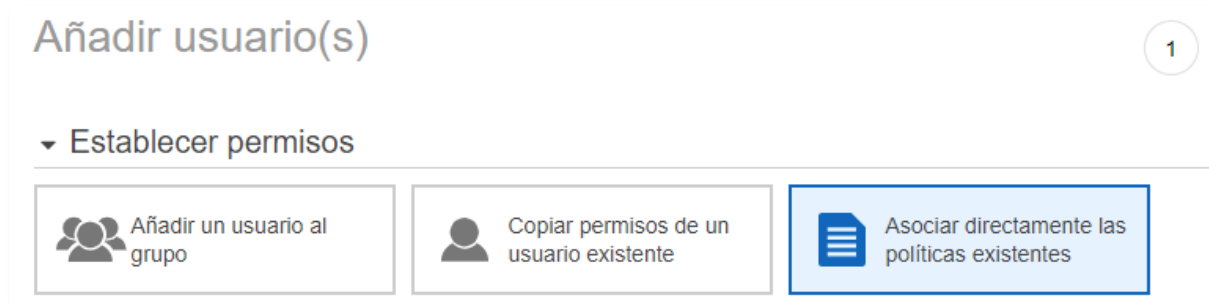 Añadir usuario(s)
1
Establecer permisos
Añadir un usuario al
grupo
Copiar permisos de un
usuario existente
Asociar directamente las
políticas existentes